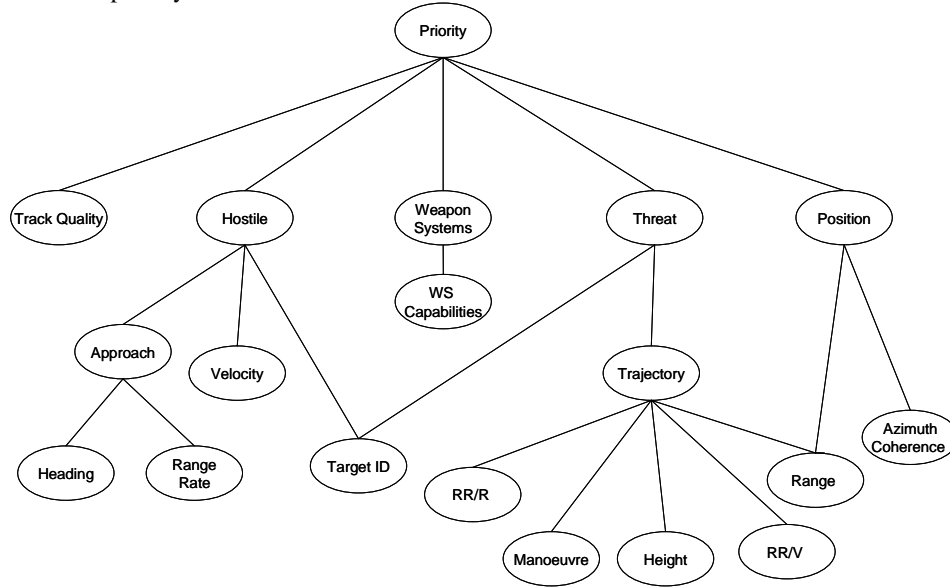 Priority
Track Quality
Hostile
Weapon
Systems
Threat
Position
WS
Capabilities
Approach
Velocity
Trajectory
Azimuth
Coherence
Heading
Range
Rate
Target ID
RR/R
Range
Manoeuvre
Height
RR/V